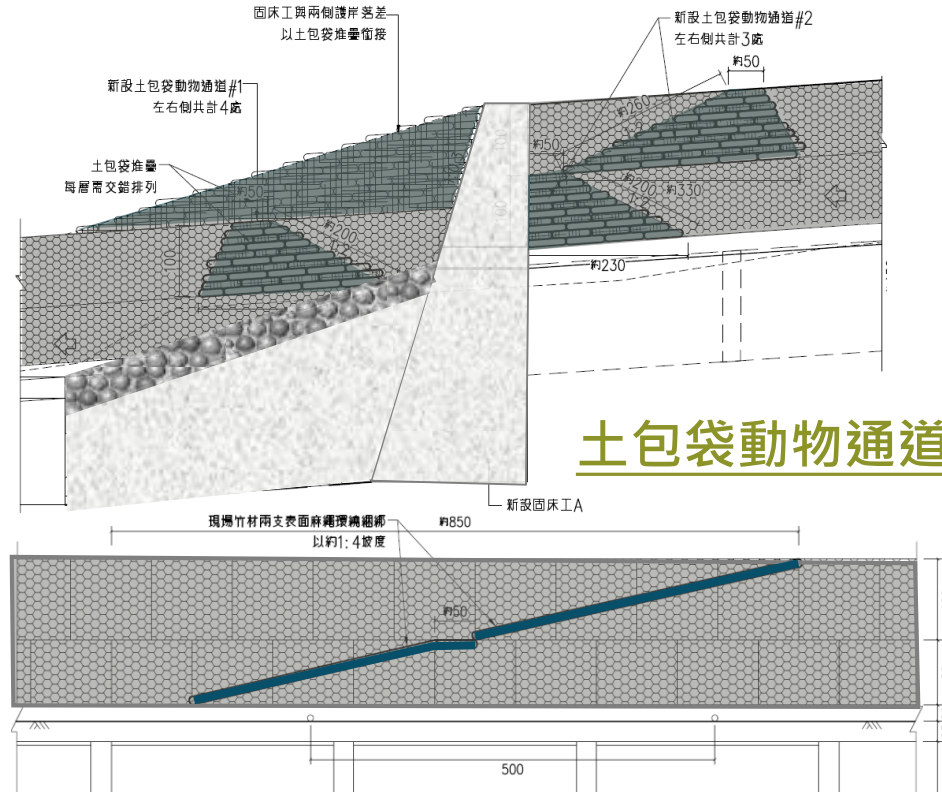 固床工與兩側護岸落差
以土包袋堆疊銜接
新設土包袋動物通道#2
左右側共計3處
約50
新設土包袋動物通道#1
左右側共計4處
約260
土包袋堆疊
每層需交錯排列
約50
約50
約200
約330
約200
約230
土包袋動物通道
新設固床工A
現場竹材兩支表面麻繩環繞綑綁
以約1:4坡度
約850
約50
500